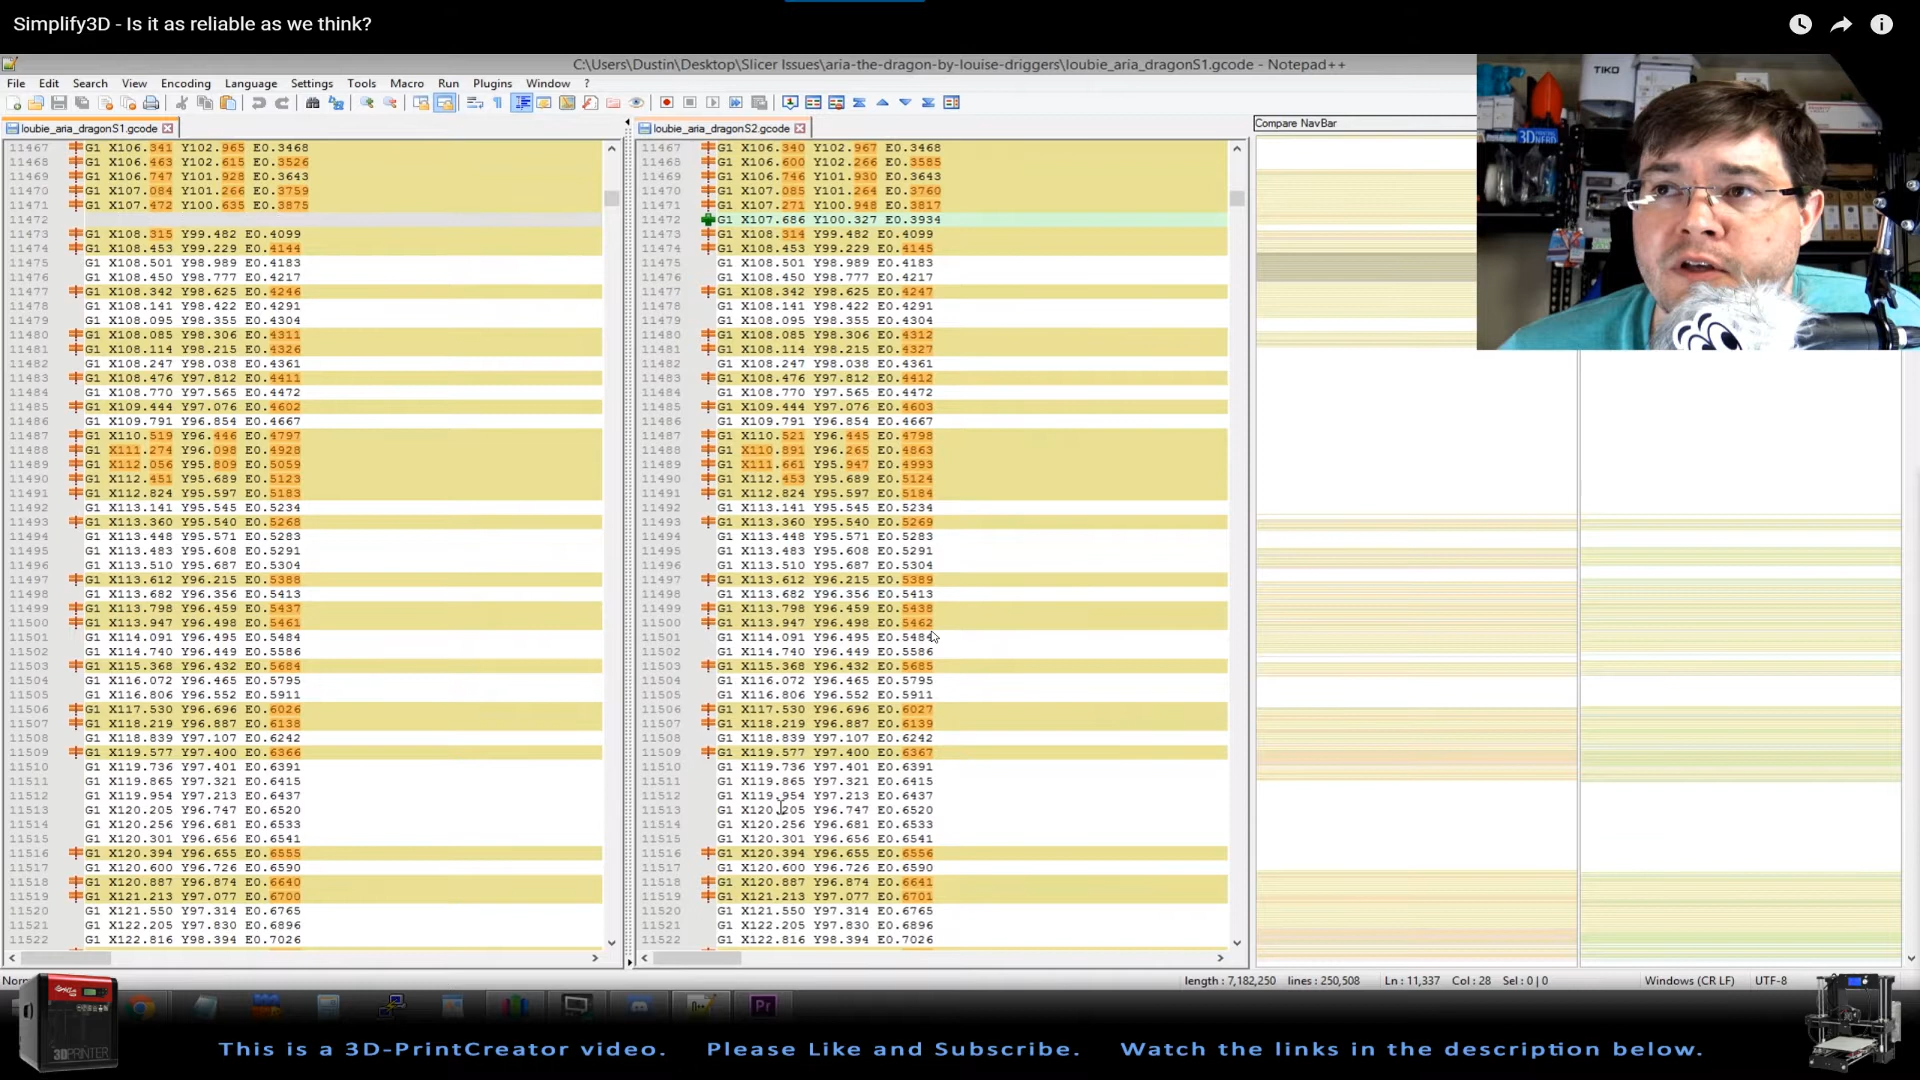 Simplify3D - Is it as reliable as we think?
C:\Users\Dustin\Desktop\Slicer Issues\aria-the-dragon-by-louise-driggers\loubie_aria_dragonS1.gcode - Notepad++
File Edit Search View Encoding Language Settings Tools Macro Run Plugins Window ?
loubie_aria_dragonS1.gcode
11467 G1 X106.341 Y102.965 E0.3468
11468 G1 X106.463 Y102.615 E0.3526
11469 G1 X106.747 Y101.928 E0.3643
11470 G1 X107.084 Y101.266 E0.3759
11471 G1 X107.472 Y100.635 E0.3875
11472
11473 G1 X108.315 Y99.482 E0.4099
11474 G1 X108.453 Y99.229 E0.4144
11475 G1 X108.501 Y98.989 E0.4183
11476 G1 X108.450 Y98.777 E0.4217
11477 G1 X108.342 Y98.625 E0.4246
11478 G1 X108.141 Y98.422 E0.4291
11479 G1 X108.095 Y98.355 E0.4304
11480 G1 X108.085 Y98.306 E0.4311
11481 G1 X108.114 Y98.215 E0.4326
11482 G1 X108.247 Y98.038 E0.4361
11483 G1 X108.476 Y97.812 E0.4411
11484 G1 X108.770 Y97.565 E0.4472
11485 G1 X109.444 Y97.076 E0.4602
11486 G1 X109.791 Y96.854 E0.4667
11487 G1 X110.519 Y96.446 E0.4797
11488 G1 X111.274 Y96.098 E0.4928
11489 G1 X112.056 Y95.809 E0.5059
11490 G1 X112.451 Y95.689 E0.5123
11491 G1 X112.824 Y95.597 E0.5183
11492 G1 X113.141 Y95.545 E0.5234
11493 G1 X113.360 Y95.540 E0.5268
11494 G1 X113.448 Y95.571 E0.5283
11495 G1 X113.483 Y95.608 E0.5291
11496 G1 X113.510 Y95.687 E0.5304
11497 G1 X113.612 Y96.215 E0.5388
11498 G1 X113.682 Y96.356 E0.5413
11499 G1 X113.798 Y96.459 E0.5437
11500 G1 X113.947 Y96.498 E0.5461
11501 G1 X114.091 Y96.495 E0.5484
11502 G1 X114.740 Y96.449 E0.5586
11503 G1 X115.368 Y96.432 E0.5684
11504 G1 X116.072 Y96.465 E0.5795
11505 G1 X116.806 Y96.552 E0.5911
11506 G1 X117.530 Y96.696 E0.6026
11507 G1 X118.219 Y96.887 E0.6138
11508 G1 X118.839 Y97.107 E0.6242
11509 G1 X119.577 Y97.400 E0.6366
11510 G1 X119.736 Y97.401 E0.6391
11511 G1 X119.865 Y97.321 E0.6415
11512 G1 X119.954 Y97.213 E0.6437
11513 G1 X120.205 Y96.747 E0.6520
11514 G1 X120.256 Y96.681 E0.6533
11515 G1 X120.301 Y96.656 E0.6541
11516 G1 X120.394 Y96.655 E0.6555
11517 G1 X120.600 Y96.726 E0.6590
11518 G1 X120.887 Y96.874 E0.6640
11519 G1 X121.213 Y97.077 E0.6700
11520 G1 X121.550 Y97.314 E0.6765
11521 G1 X122.205 Y97.830 E0.6896
11522 G1 X122.816 Y98.394 E0.7026
loubie_aria_dragonS2.gcode
11467 G1 X106.340 Y102.967 E0.3468
11468 G1 X106.600 Y102.266 E0.3585
11469 G1 X106.746 Y101.930 E0.3643
11470 G1 X107.085 Y101.264 E0.3760
11471 G1 X107.271 Y100.948 E0.3817
11472 G1 X107.686 Y100.327 E0.3934
11473 G1 X108.314 Y99.482 E0.4099
11474 G1 X108.453 Y99.229 E0.4145
11475 G1 X108.501 Y98.989 E0.4183
11476 G1 X108.450 Y98.777 E0.4217
11477 G1 X108.342 Y98.625 E0.4247
11478 G1 X108.141 Y98.422 E0.4291
11479 G1 X108.095 Y98.355 E0.4304
11480 G1 X108.085 Y98.306 E0.4312
11481 G1 X108.114 Y98.215 E0.4327
11482 G1 X108.247 Y98.038 E0.4361
11483 G1 X108.476 Y97.812 E0.4412
11484 G1 X108.770 Y97.565 E0.4472
11485 G1 X109.444 Y97.076 E0.4603
11486 G1 X109.791 Y96.854 E0.4667
11487 G1 X110.521 Y96.445 E0.4798
11488 G1 X110.891 Y96.265 E0.4863
11489 G1 X111.661 Y95.947 E0.4993
11490 G1 X112.453 Y95.689 E0.5124
11491 G1 X112.824 Y95.597 E0.5184
11492 G1 X113.141 Y95.545 E0.5234
11493 G1 X113.360 Y95.540 E0.5269
11494 G1 X113.448 Y95.571 E0.5283
11495 G1 X113.483 Y95.608 E0.5291
11496 G1 X113.510 Y95.687 E0.5304
11497 G1 X113.612 Y96.215 E0.5389
11498 G1 X113.682 Y96.356 E0.5413
11499 G1 X113.798 Y96.459 E0.5438
11500 G1 X113.947 Y96.498 E0.5462
11501 G1 X114.091 Y96.495 E0.5484
11502 G1 X114.740 Y96.449 E0.5586
11503 G1 X115.368 Y96.432 E0.5685
11504 G1 X116.072 Y96.465 E0.5795
11505 G1 X116.806 Y96.552 E0.5911
11506 G1 X117.530 Y96.696 E0.6027
11507 G1 X118.219 Y96.887 E0.6139
11508 G1 X118.839 Y97.107 E0.6242
11509 G1 X119.577 Y97.400 E0.6367
11510 G1 X119.736 Y97.401 E0.6391
11511 G1 X119.865 Y97.321 E0.6415
11512 G1 X119.954 Y97.213 E0.6437
11513 G1 X120.205 Y96.747 E0.6520
11514 G1 X120.256 Y96.681 E0.6533
11515 G1 X120.301 Y96.656 E0.6541
11516 G1 X120.394 Y96.655 E0.6556
11517 G1 X120.600 Y96.726 E0.6590
11518 G1 X120.887 Y96.874 E0.6641
11519 G1 X121.213 Y97.077 E0.6701
11520 G1 X121.550 Y97.314 E0.6765
11521 G1 X122.205 Y97.830 E0.6896
11522 G1 X122.816 Y98.394 E0.7026
Compare NavBar
TIKO
3D PRINTING NERD
length : 7,182,250 lines : 250,508 Ln : 11,337 Col : 28 Sel : 0 | 0 Windows (CR LF) UTF-8
Pr
3DPRINTER
This is a 3D-PrintCreator video. Please Like and Subscribe. Watch the links in the description below.